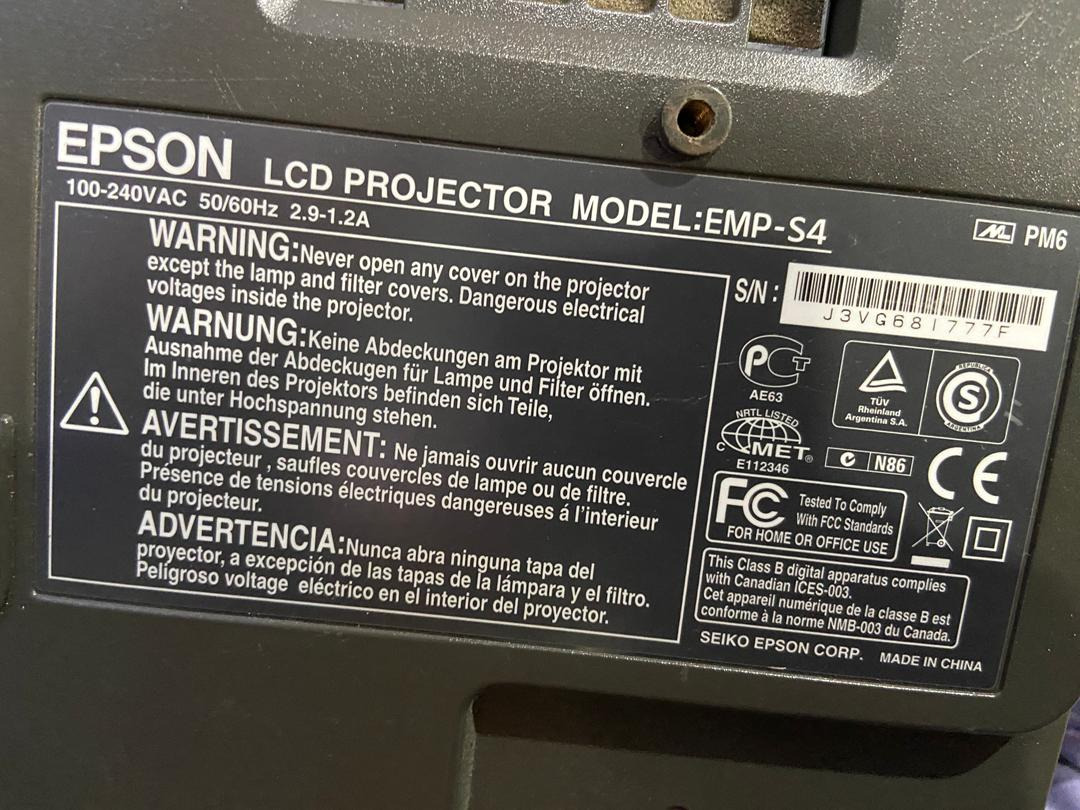 EPSON LCD PROJECTOR MODEL:EMP-S4
100-240VAC 50/60Hz 2.9-1.2A
ML PM6
WARNING:Never open any cover on the projector
except the lamp and filter covers. Dangerous electrical
voltages inside the projector.
WARNUNG:Keine Abdeckungen am Projektor mit
Ausnahme der Abdeckugen für Lampe und Filter öffnen.
Im Inneren des Projektors befinden sich Teile,
die unter Hochspannung stehen.
AVERTISSEMENT: Ne jamais ouvrir aucun couvercle
du projecteur , saufles couvercles de lampe ou de filtre.
Présence de tensions électriques dangereuses á l'interieur
du projecteur.
ADVERTENCIA:Nunca abra ninguna tapa del
proyector, a excepción de las tapas de la lámpara y el filtro.
Peligroso voltage eléctrico en el interior del proyector.
S/N :
J3VG681777F
PCT
AE63
TÜV
Rheinland
Argentina S.A.
REPUBLICA
S
ARGENTINA
NRTL LISTED
C MET®
E112346
N86
CE
FC Tested To Comply
With FCC Standards
FOR HOME OR OFFICE USE
This Class B digital apparatus complies
with Canadian ICES-003.
Cet appareil numérique de la classe B est
conforme à la norme NMB-003 du Canada.
SEIKO EPSON CORP. MADE IN CHINA